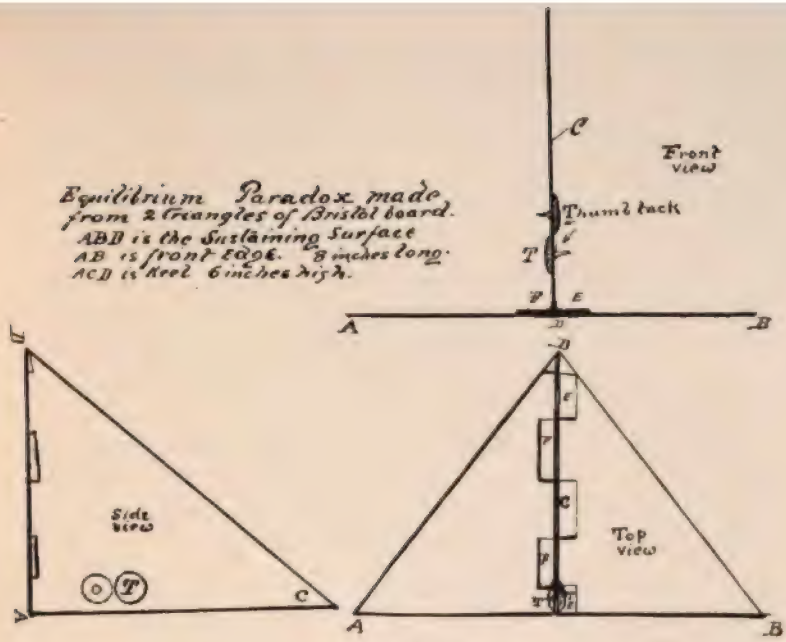 Equilibrium Paradox made
from 2 Triangles of Bristol board.
ABD is the Sustaining Surface
AB is front Edge. 8 inches long.
ACD is Keel 6 inches high.
C
Front
view
Thumb tack
T
F E
A D B
D
Side
view
T
A C
D
E
F
C
F
Top
view
T
A B